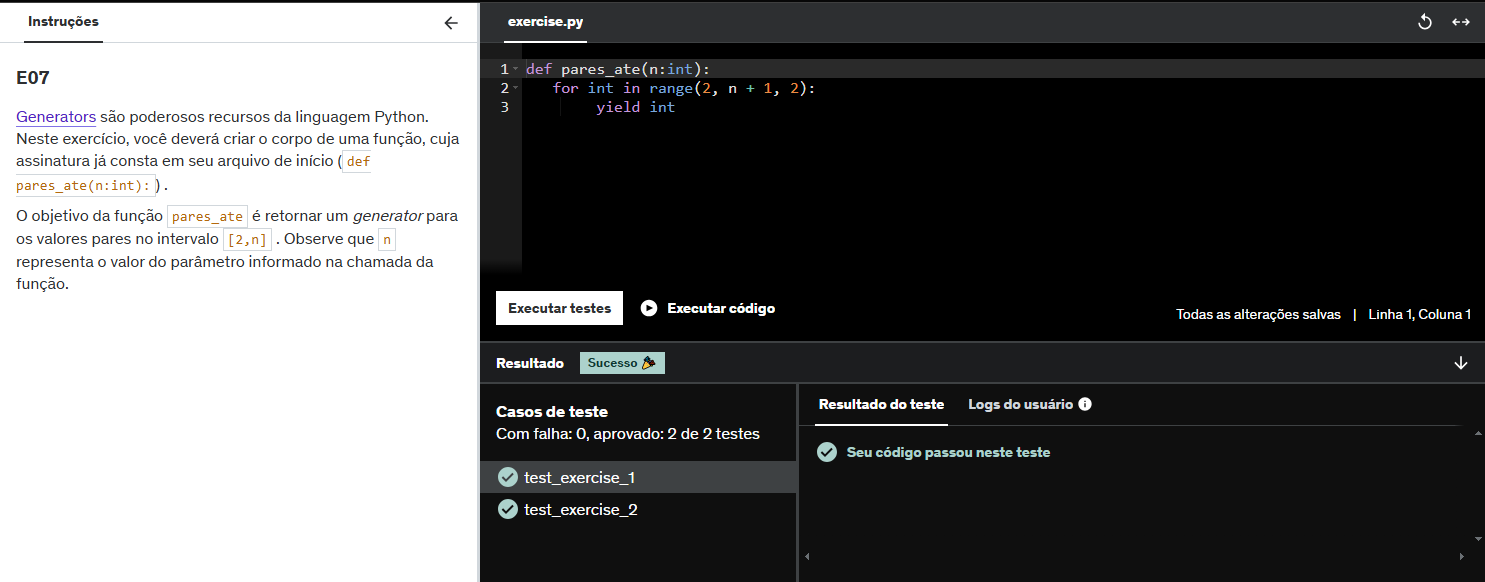 Instruções
E07
Generators são poderosos recursos da linguagem Python.
Neste exercício, você deverá criar o corpo de uma função, cuja
assinatura já consta em seu arquivo de início (def
pares_ate(n:int):) .
O objetivo da função pares_ate é retornar um generator para
os valores pares no intervalo [2,n] . Observe que n
representa o valor do parâmetro informado na chamada da
função.
exercise.py
1 def pares_ate(n:int):
2 for int in range(2, n + 1, 2):
3 yield int
Executar testes
Executar código
Todas as alterações salvas | Linha 1, Coluna 1
Resultado
Sucesso
Casos de teste
Com falha: 0, aprovado: 2 de 2 testes
test_exercise_1
test_exercise_2
Resultado do teste
Logs do usuário
Seu código passou neste teste